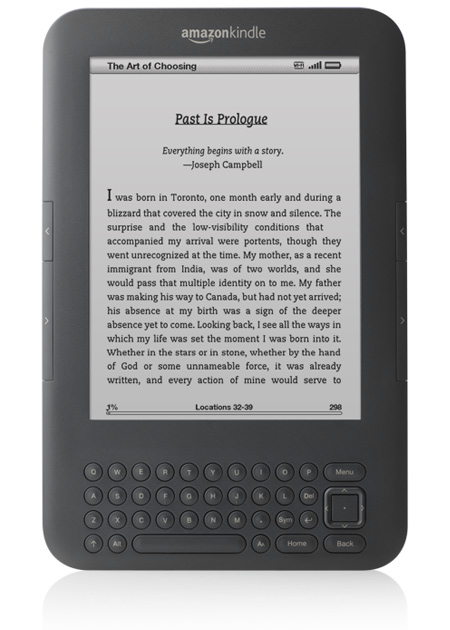 amazonkindle
The Art of Choosing
Past Is Prologue
Everything begins with a story.
—Joseph Campbell
I was born in Toronto, one month early and during a
blizzard that covered the city in snow and silence. The
surprise and the low-visibility conditions that
accompanied my arrival were portents, though they
went unrecognized at the time. My mother, as a recent
immigrant from India, was of two worlds, and she
would pass that multiple identity on to me. My father
was making his way to Canada, but had not yet arrived;
his absence at my birth was a sign of the deeper
absence yet to come. Looking back, I see all the ways in
which my life was set the moment I was born into it.
Whether in the stars or in stone, whether by the hand
of God or some unnameable force, it was already
written, and every action of mine would serve to
1% Locations 32-39 298
Q W E R T Y U I O P Menu
A S D F G H J K L Del
Z X C V B N M . Sym
Alt Aa Home Back